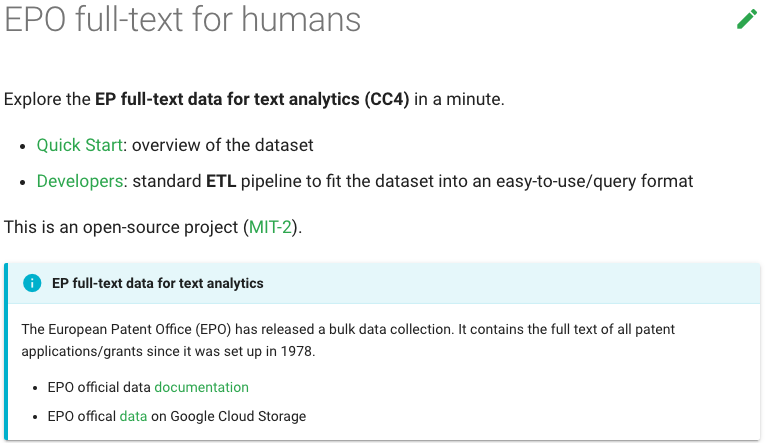 EPO full-text for humans
Explore the EP full-text data for text analytics (CC4) in a minute.
• Quick Start: overview of the dataset
• Developers: standard ETL pipeline to fit the dataset into an easy-to-use/query format
This is an open-source project (MIT-2).
EP full-text data for text analytics
The European Patent Office (EPO) has released a bulk data collection. It contains the full text of all patent
applications/grants since it was set up in 1978.
• EPO official data documentation
• EPO offical data on Google Cloud Storage